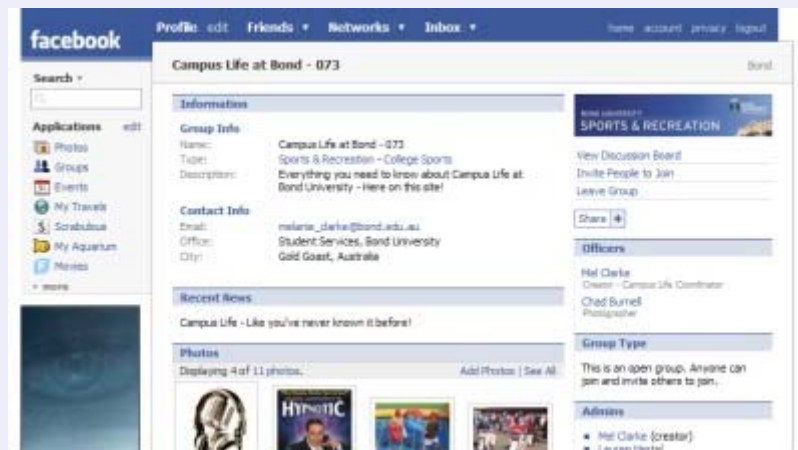 facebook
Profile edit Friends Networks Inbox
home account privacy logout
Search
Applications edit
Photos
Groups
Events
My Travels
Scrabulous
My Aquarium
Movies
more
Campus Life at Bond - 073
Bond
Information
Group Info
Name: Campus Life at Bond - 073
Type: Sports & Recreation - College Sports
Description: Everything you need to know about Campus Life at
Bond University - Here on this site!
Contact Info
Email: melanie_clarke@bond.edu.au
Office: Student Services, Bond University
City: Gold Coast, Australia
Recent News
Campus Life - Like you've never known it before!
Photos
Displaying 4 of 11 photos. Add Photos | See All
HYPNOTIC
BOND UNIVERSITY
SPORTS & RECREATION
View Discussion Board
Invite People to Join
Leave Group
Share +
Officers
Mel Clarke
Creator - Campus Life Coordinator
Chad Burnell
Photographer
Group Type
This is an open group. Anyone can
join and invite others to join.
Admins
Mel Clarke (creator)
Lauren